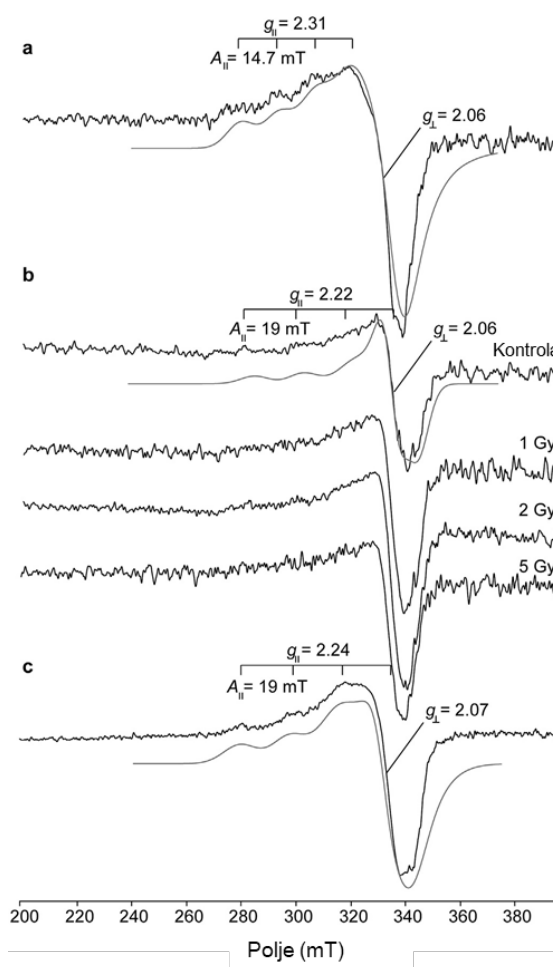 a
g|| = 2.31
A|| = 14.7 mT
g⊥ = 2.06
b
g|| = 2.22
A|| = 19 mT
g⊥ = 2.06
Kontrola
1 Gy
2 Gy
5 Gy
c
g|| = 2.24
A|| = 19 mT
g⊥ = 2.07
200 220 240 260 280 300 320 340 360 380
Polje (mT)